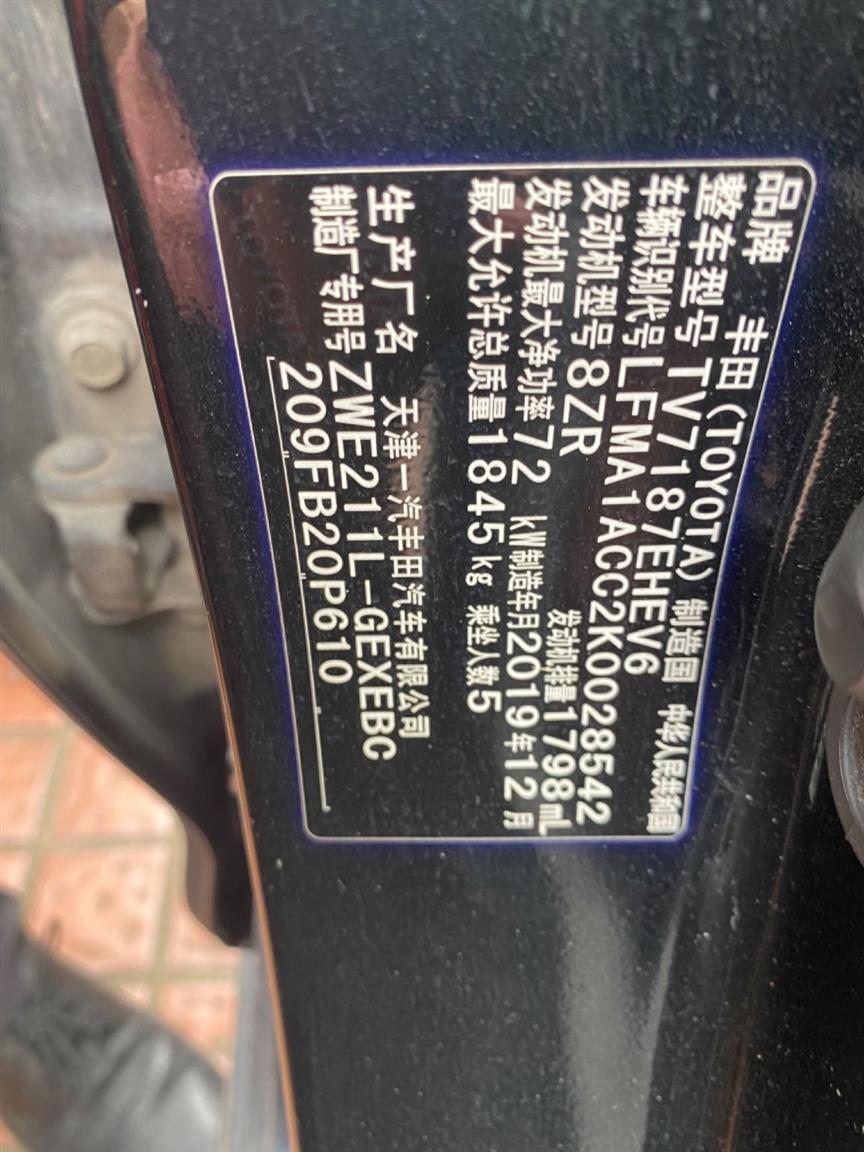 品牌 丰田(TOYOTA) 制造国 中华人民共和国
整车型号 TV7187EHEV6
车辆识别代号 LFMA1ACC2K0028542
发动机型号 8ZR 发动机排量 1798mL
发动机最大净功率 72 kW 制造年月 2019年12月
最大允许总质量 1845kg 乘坐人数 5
生产厂名 天津一汽丰田汽车有限公司
制造厂专用号 ZWE211L-GEXEBC
209FB20P610